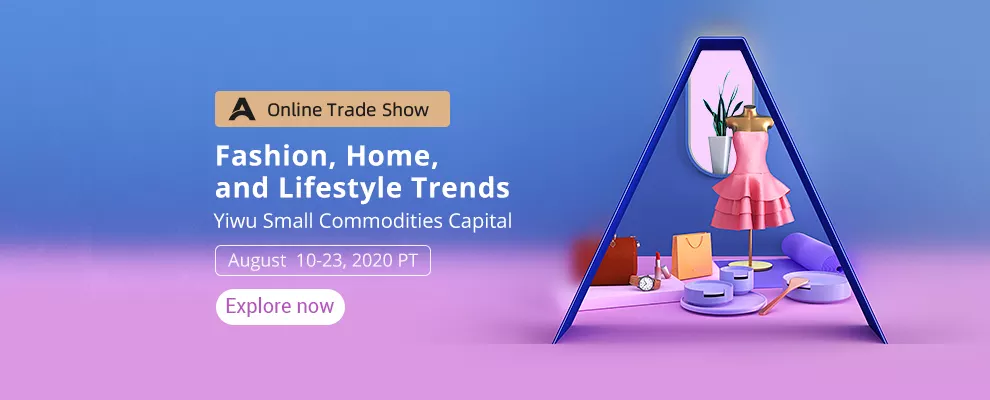 Online Trade Show
Fashion, Home,
and Lifestyle Trends
Yiwu Small Commodities Capital
August 10-23, 2020 PT
Explore now